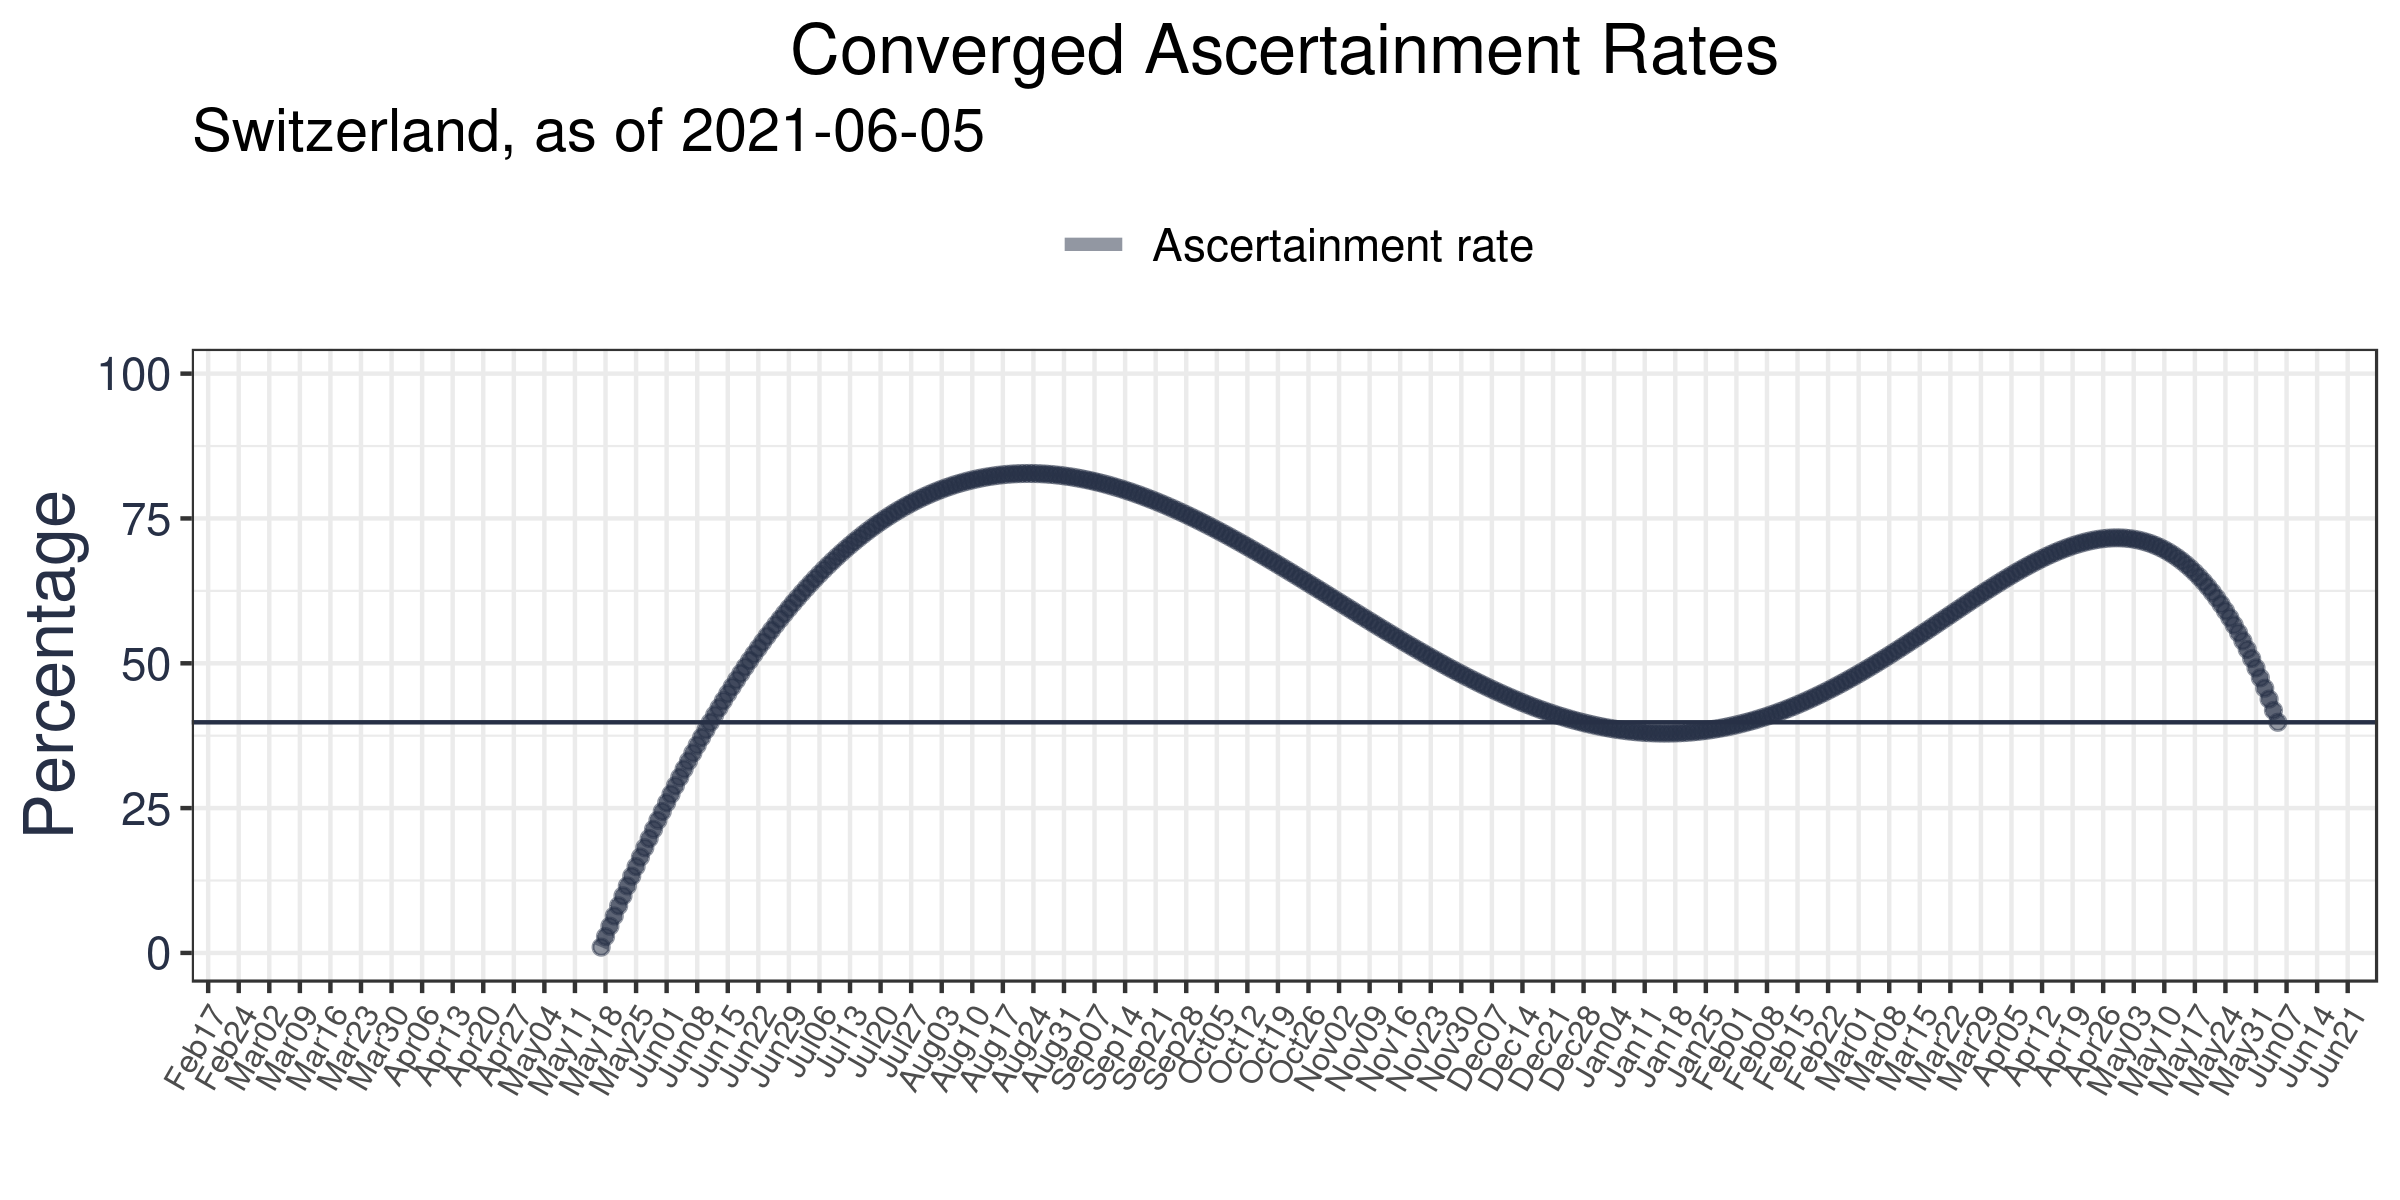 Converged Ascertainment Rates
Switzerland, as of 2021-06-05
Ascertainment rate
Percentage
100
75
50
25
0
Feb17 Feb24 Mar02 Mar09 Mar16 Mar23 Mar30 Apr06 Apr13 Apr20 Apr27 May04 May11 May18 May25 Jun01 Jun08 Jun15 Jun22 Jun29 Jul06 Jul13 Jul20 Jul27 Aug03 Aug10 Aug17 Aug24 Aug31 Sep07 Sep14 Sep21 Sep28 Oct05 Oct12 Oct19 Oct26 Nov02 Nov09 Nov16 Nov23 Nov30 Dec07 Dec14 Dec21 Dec28 Jan04 Jan11 Jan18 Jan25 Feb01 Feb08 Feb15 Feb22 Mar01 Mar08 Mar15 Mar22 Mar29 Apr05 Apr12 Apr19 Apr26 May03 May10 May17 May24 May31 Jun07 Jun14 Jun21